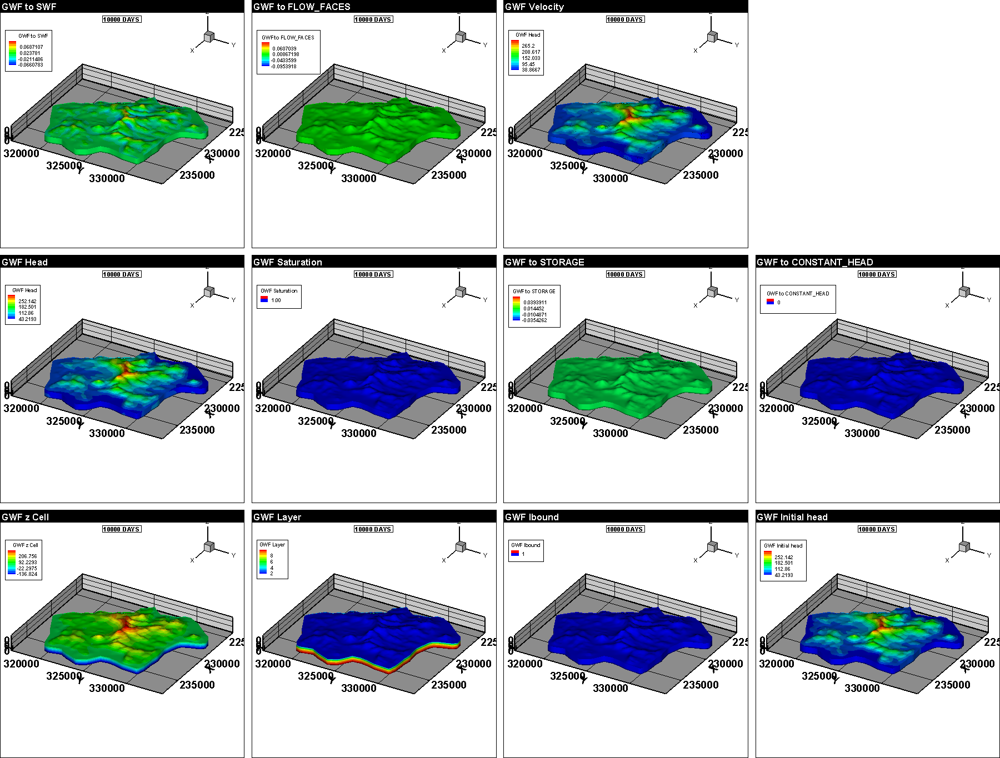 GWF to SWF
10000 DAYS
GWF to SWF
0.0687107
0.023781
-0.0211486
-0.0660783
X
Y
225
230000
235000
X
320000
325000
330000
Y
GWF to FLOW_FACES
10000 DAYS
GWF to FLOW_FACES
0.0607039
0.00867198
-0.0433599
-0.0953918
X
Y
225
230000
235000
X
320000
325000
330000
Y
GWF Velocity
10000 DAYS
GWF Head
265.2
208.617
152.033
95.45
38.8667
X
Y
225
230000
235000
X
320000
325000
330000
Y
GWF Head
10000 DAYS
GWF Head
252.142
182.501
112.86
43.2193
X
Y
225
230000
235000
X
320000
325000
330000
Y
GWF Saturation
10000 DAYS
GWF Saturation
1.00
X
Y
225
230000
235000
X
320000
325000
330000
Y
GWF to STORAGE
10000 DAYS
GWF to STORAGE
0.0393911
0.014452
-0.0104871
-0.0354262
X
Y
225
230000
235000
X
320000
325000
330000
Y
GWF to CONSTANT_HEAD
10000 DAYS
GWF to CONSTANT_HEAD
0
X
Y
225
230000
235000
X
320000
325000
330000
Y
GWF z Cell
10000 DAYS
GWF z Cell
206.756
92.2293
-22.2975
-136.824
X
Y
225
230000
235000
X
320000
325000
330000
Y
GWF Layer
10000 DAYS
GWF Layer
8
6
4
2
X
Y
225
230000
235000
X
320000
325000
330000
Y
GWF Ibound
10000 DAYS
GWF Ibound
1
X
Y
225
230000
235000
X
320000
325000
330000
Y
GWF Initial head
10000 DAYS
GWF Initial head
252.142
182.501
112.86
43.2193
X
Y
225
230000
235000
X
320000
325000
330000
Y